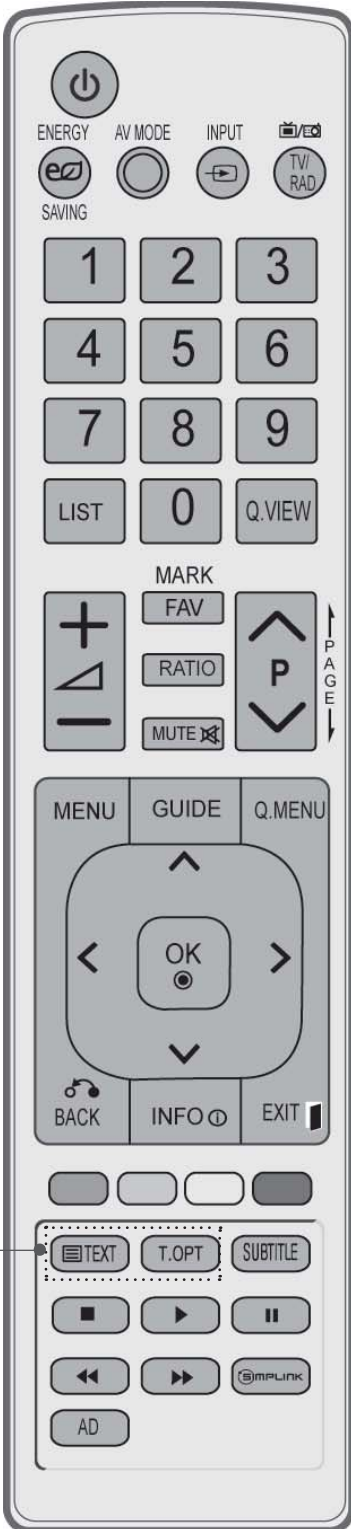 ENERGY AV MODE INPUT
TV/
RAD
SAVING
1 2 3
4 5 6
7 8 9
LIST 0 Q.VIEW
MARK
FAV
RATIO
P
PAGE
MUTE
MENU GUIDE Q.MENU
OK
BACK INFO EXIT
TEXT T.OPT SUBTITLE
SIMPLINK
AD